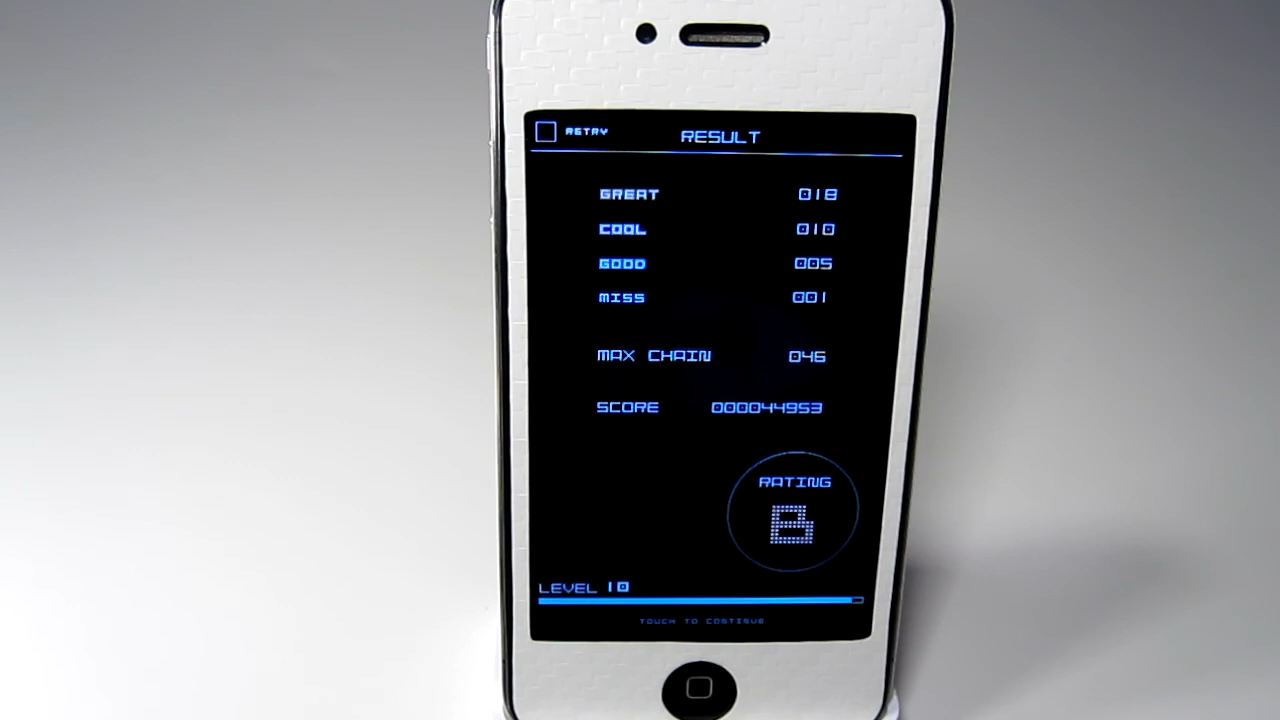 RETRY RESULT
GREAT 018
COOL 010
GOOD 005
MISS 001
MAX CHAIN 046
SCORE 000044953
RATING
B
LEVEL 10
TOUCH TO CONTINUE